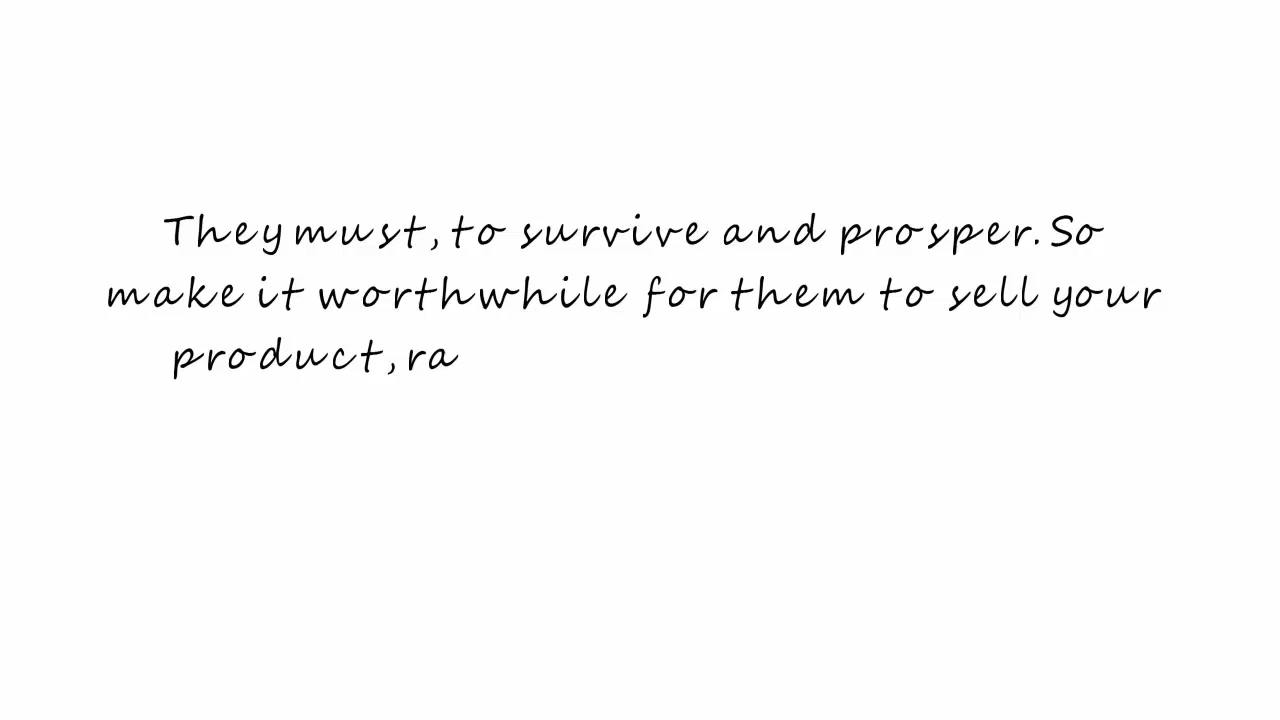 They must, to survive and prosper. So
make it worthwhile for them to sell your
product, ra